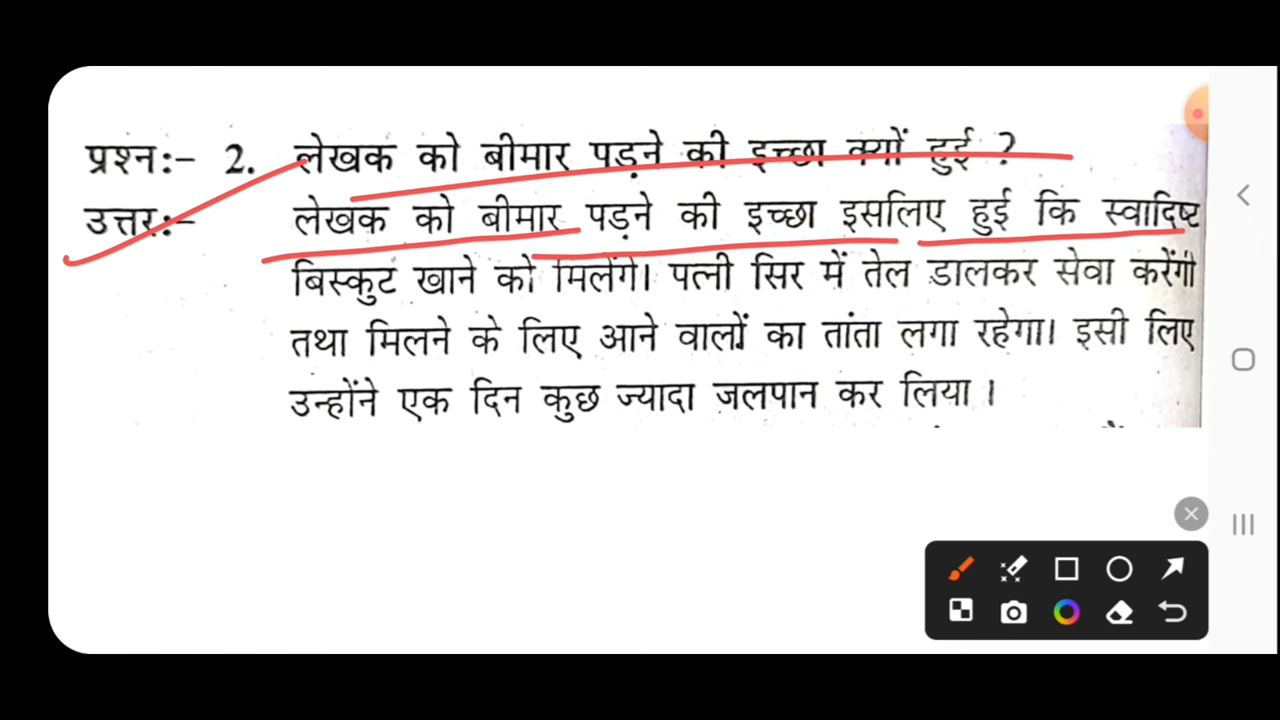 प्रश्न:- 2. लेखक को बीमार पड़ने की इच्छा क्यों हुई ?
उत्तर:- लेखक को बीमार पड़ने की इच्छा इसलिए हुई कि स्वादिष्ट
बिस्कुट खाने को मिलेंगे। पत्नी सिर में तेल डालकर सेवा करेंगी
तथा मिलने के लिए आने वालों का तांता लगा रहेगा। इसी लिए
उन्होंने एक दिन कुछ ज्यादा जलपान कर लिया ।